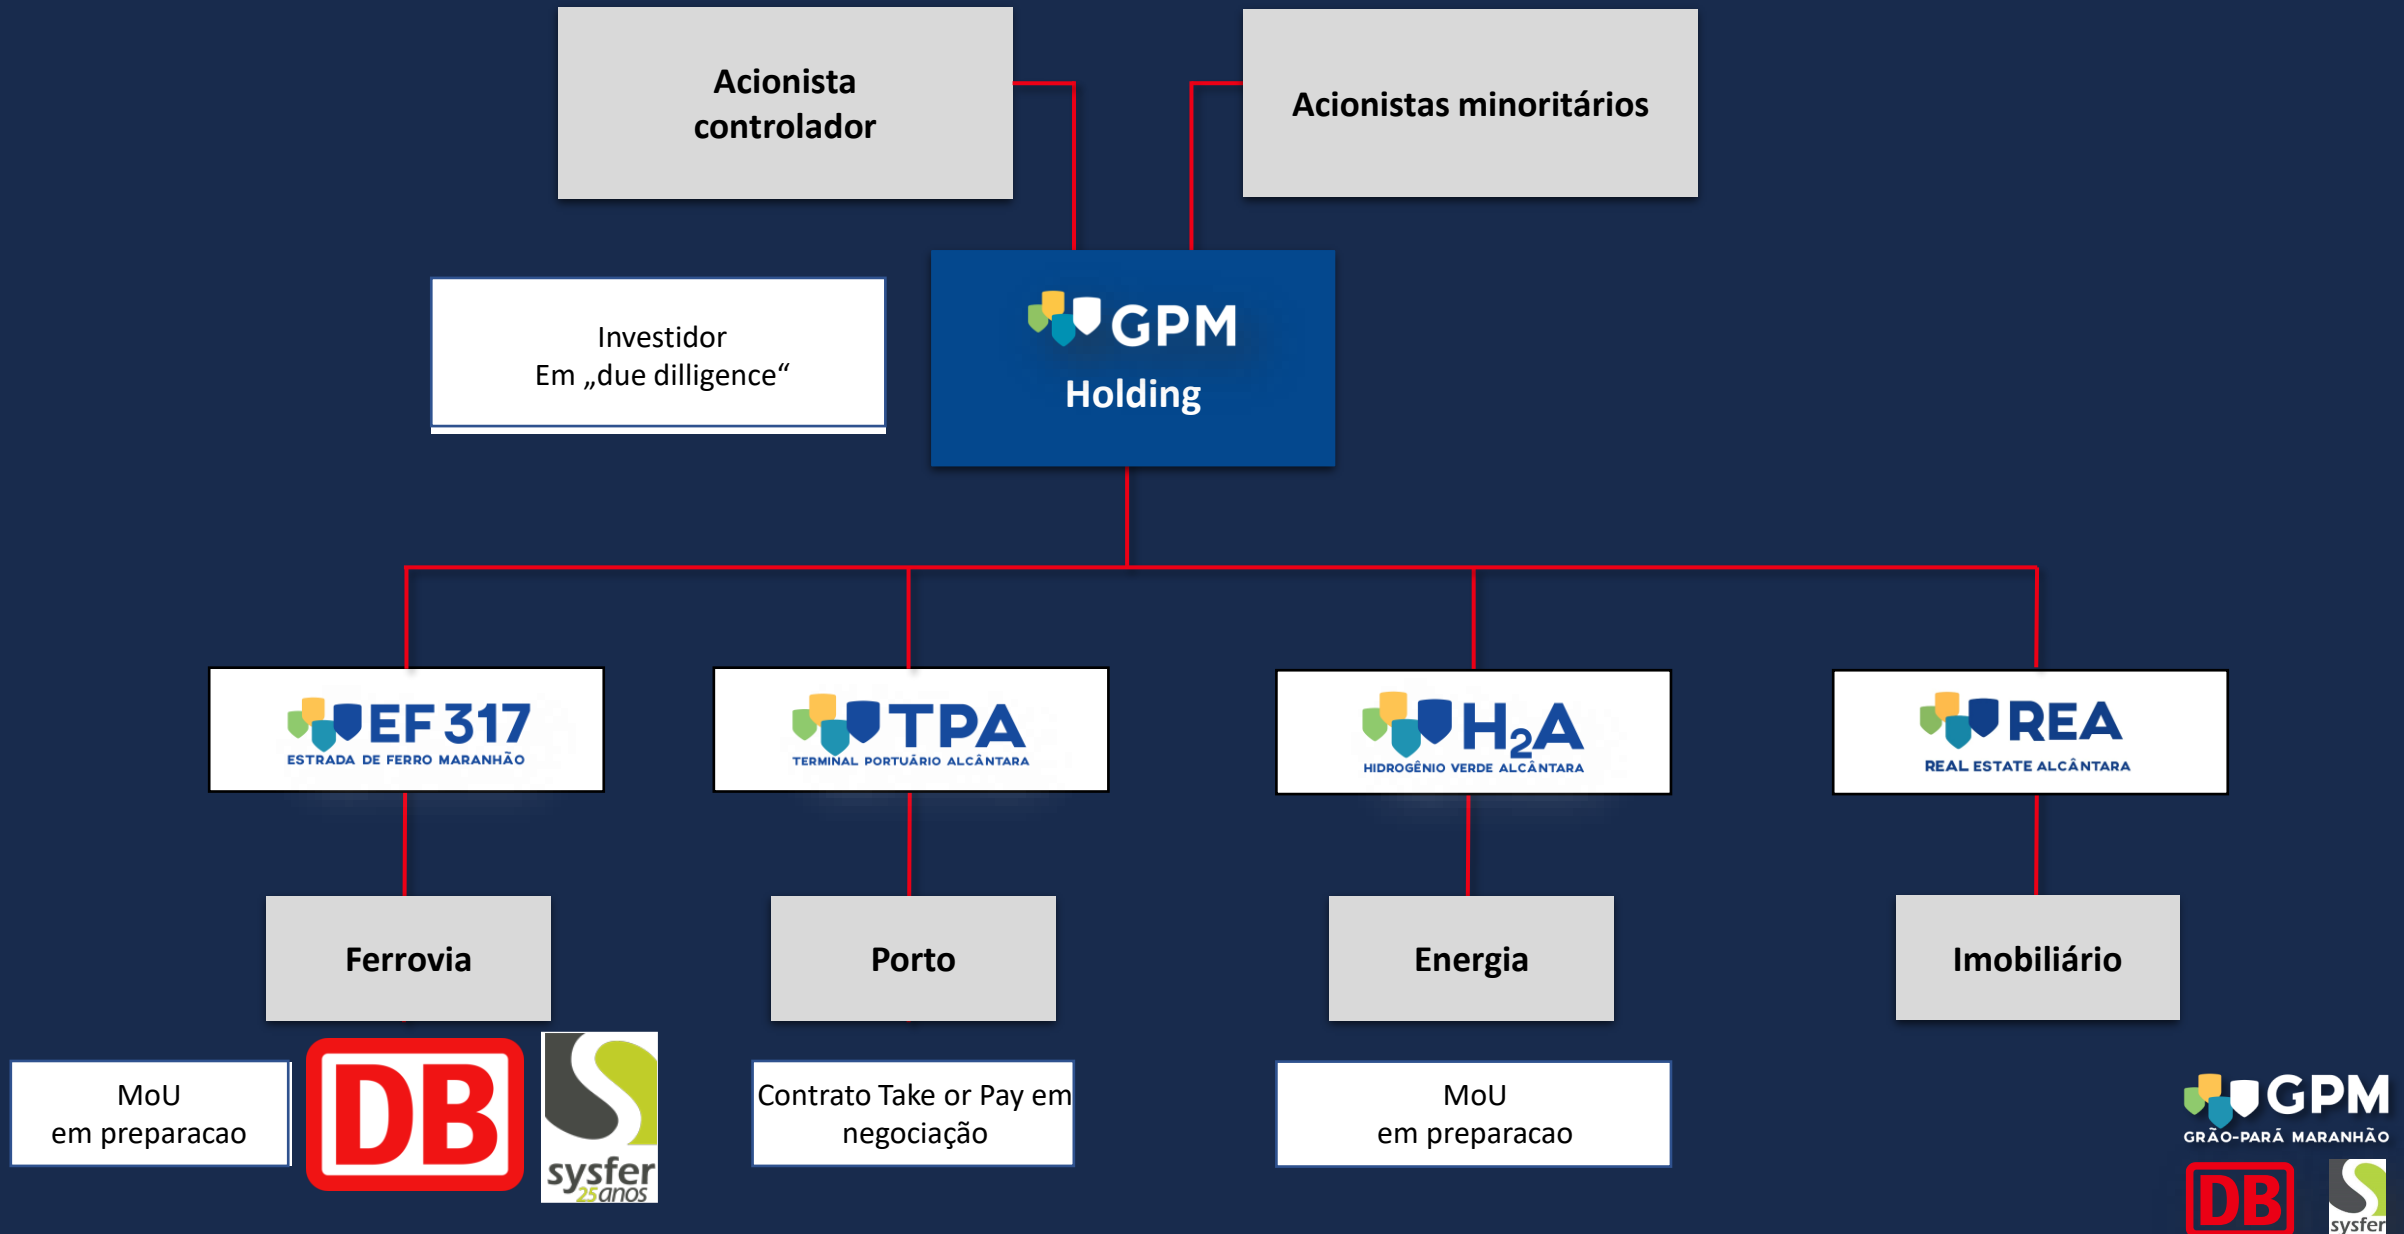 Acionista
controlador
Acionistas minoritários
Investidor
Em „due dilligence“
GPM
Holding
EF 317
ESTRADA DE FERRO MARANHÃO
TPA
TERMINAL PORTUÁRIO ALCÂNTARA
H₂A
HIDROGÊNIO VERDE ALCÂNTARA
REA
REAL ESTATE ALCÂNTARA
Ferrovia
Porto
Energia
Imobiliário
MoU
em preparacao
DB
sysfer
25anos
Contrato Take or Pay em
negociação
MoU
em preparacao
GPM
GRÃO-PARÁ MARANHÃO
DB
sysfer